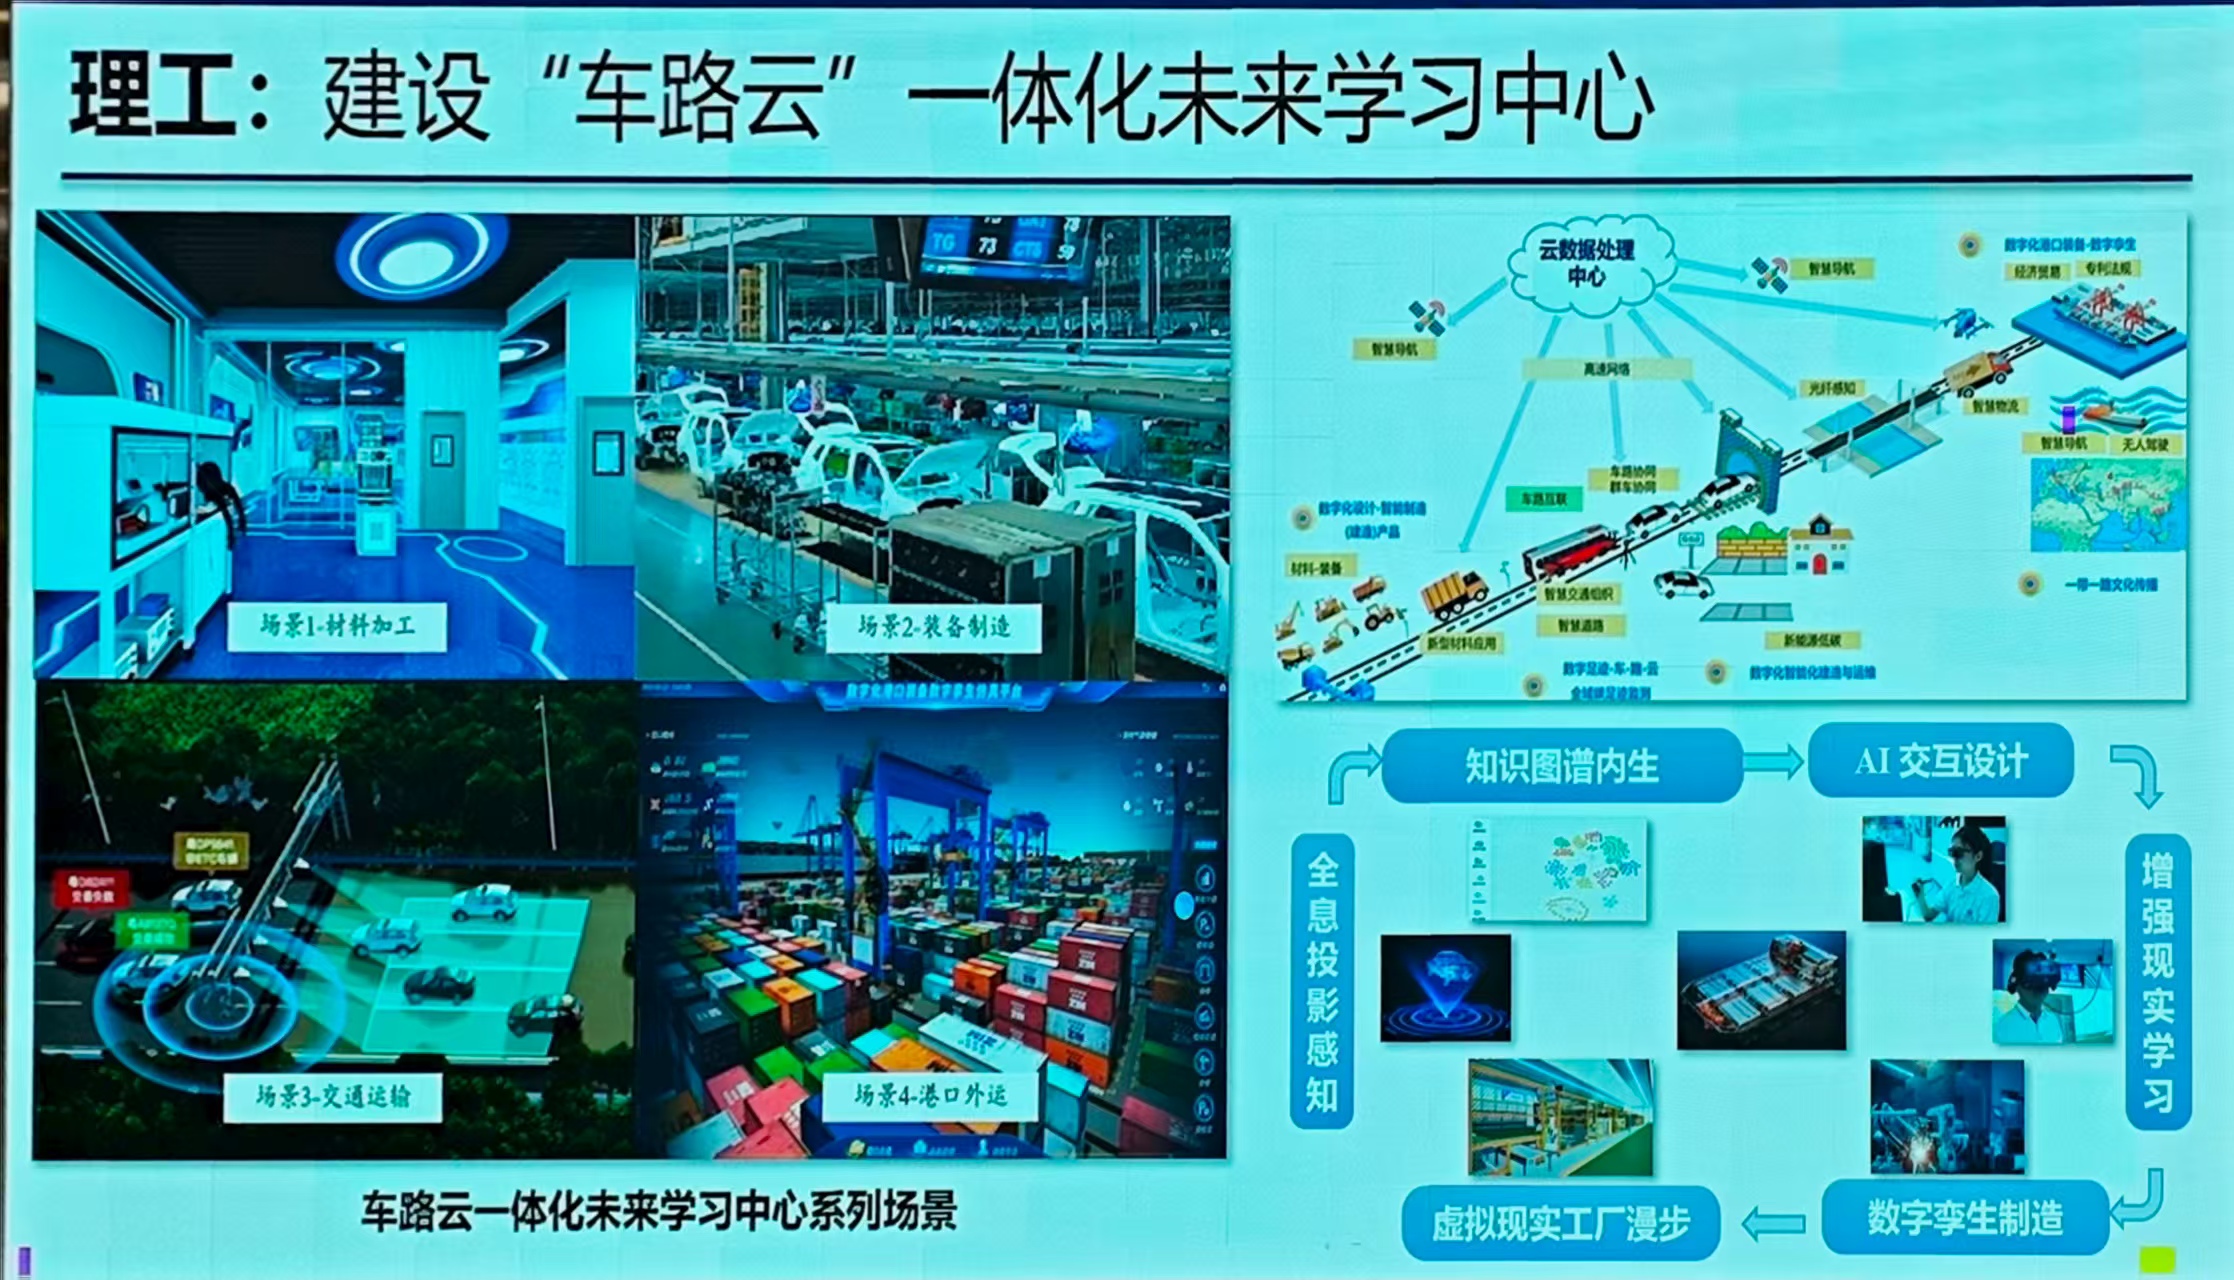 理工：建设“车路云”一体化未来学习中心
TG 73
场景1-材料加工
场景2-装备制造
场景3-交通运输
场景4-港口外运
车路云一体化未来学习中心系列场景
云数据处理
中心
智慧导航
智慧导航
数字化港口装备-数字孪生
经济贸易
专利法规
高速网络
光纤感知
智慧物流
智慧导航
无人驾驶
车路协同
群车协同
车路互联
数字化设计-智能制造
(建造)产品
材料-装备
智慧交通组织
智慧道路
新型材料应用
新能源低碳
一带一路文化传播
数字足迹-车-路-云
全域碳足迹监测
数字化智能化建造与运维
知识图谱内生
AI 交互设计
全息投影感知
增强现实学习
虚拟现实工厂漫步
数字孪生制造